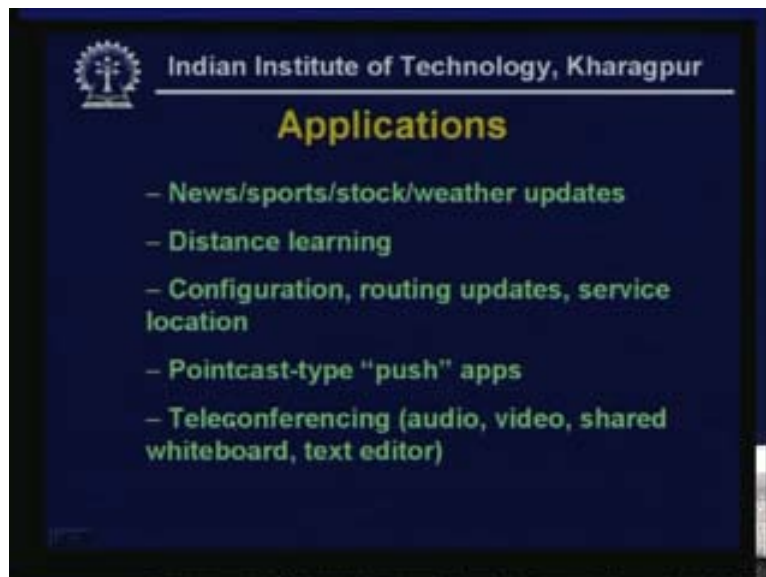 Indian Institute of Technology, Kharagpur
Applications
– News/sports/stock/weather updates
– Distance learning
– Configuration, routing updates, service
location
– Pointcast-type “push” apps
– Teleconferencing (audio, video, shared
whiteboard, text editor)